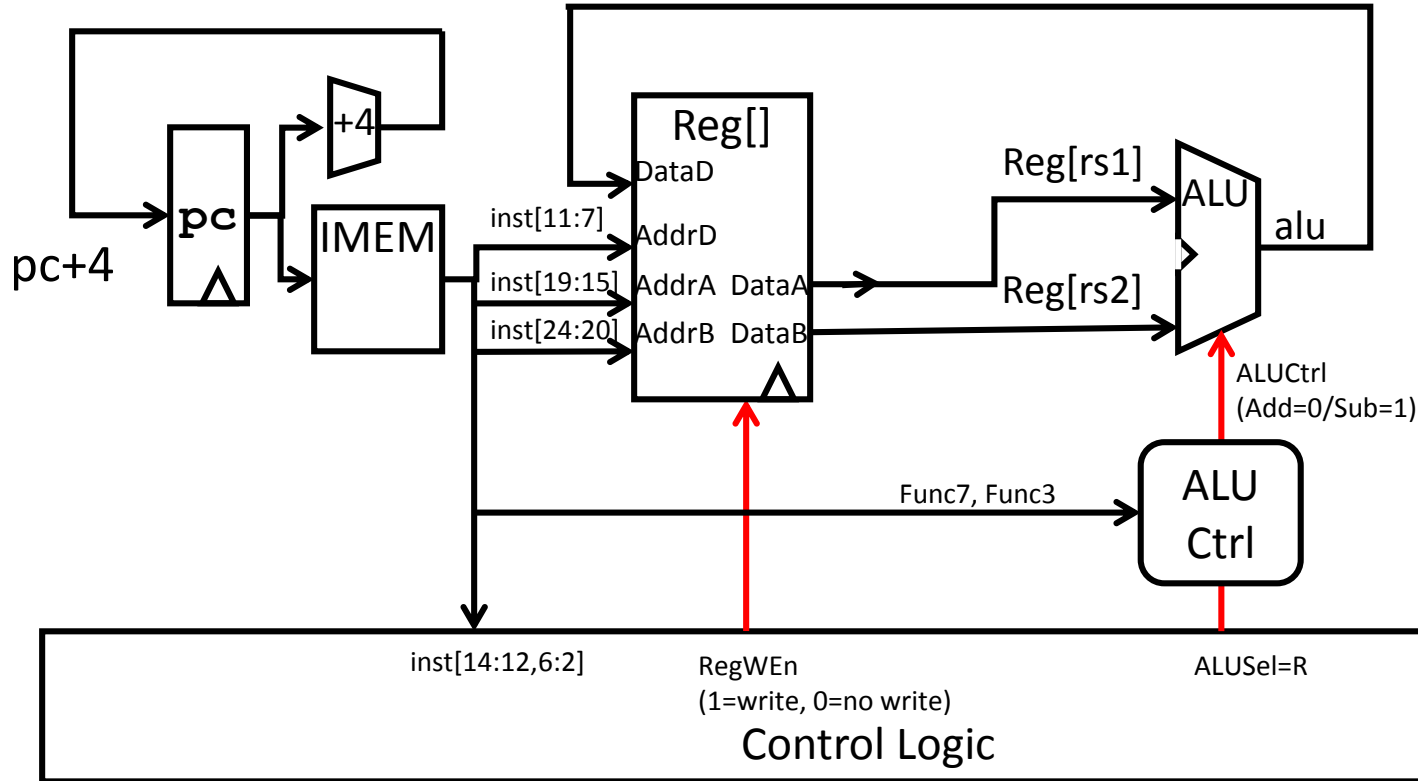 +4
Reg[]
pc
pc+4
IMEM
inst[11:7]
inst[19:15]
inst[24:20]
DataD
AddrD
AddrA
DataA
AddrB
DataB
Reg[rs1]
Reg[rs2]
ALU
alu
ALUCtrl
(Add=0/Sub=1)
Func7, Func3
ALU
Ctrl
inst[14:12,6:2]
RegWEn
(1=write, 0=no write)
ALUSel=R
Control Logic